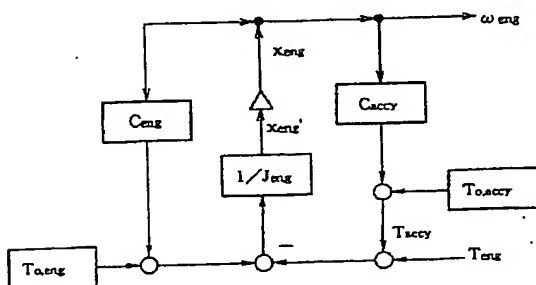 ω eng
xeng
Ceng
Caccy
xeng'
1/Jeng
To,accy
Taccy
−
To,eng
Teng